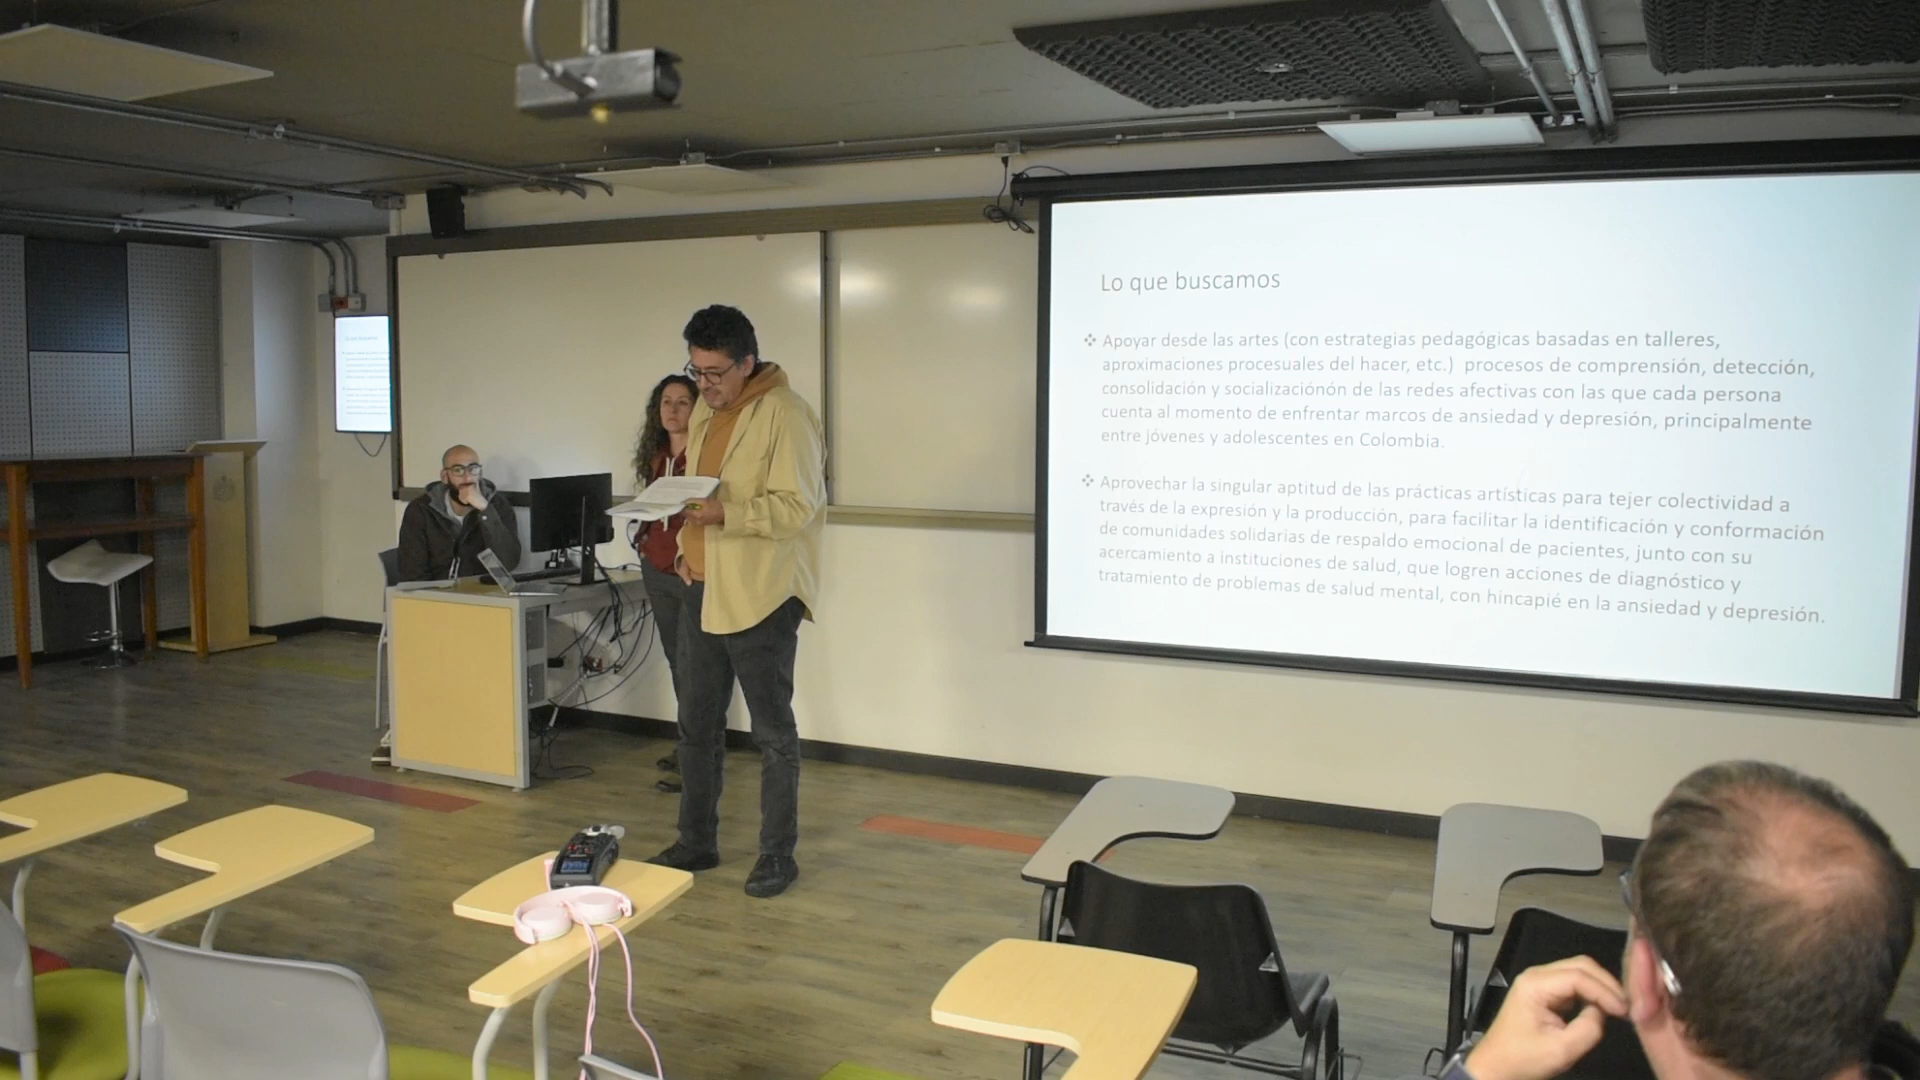 Lo que buscamos
❖ Apoyar desde las artes (con estrategias pedagógicas basadas en talleres,
aproximaciones procesuales del hacer, etc.) procesos de comprensión, detección,
consolidación y socializaciónón de las redes afectivas con las que cada persona
cuenta al momento de enfrentar marcos de ansiedad y depresión, principalmente
entre jóvenes y adolescentes en Colombia.
❖ Aprovechar la singular aptitud de las prácticas artísticas para tejer colectividad a
través de la expresión y la producción, para facilitar la identificación y conformación
de comunidades solidarias de respaldo emocional de pacientes, junto con su
acercamiento a instituciones de salud, que logren acciones de diagnóstico y
tratamiento de problemas de salud mental, con hincapié en la ansiedad y depresión.